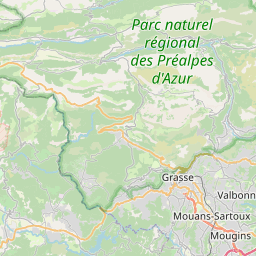 Parc naturel
régional
des Préalpes
d'Azur
Grasse
Valbonn
Mouans-Sartoux
Mougins